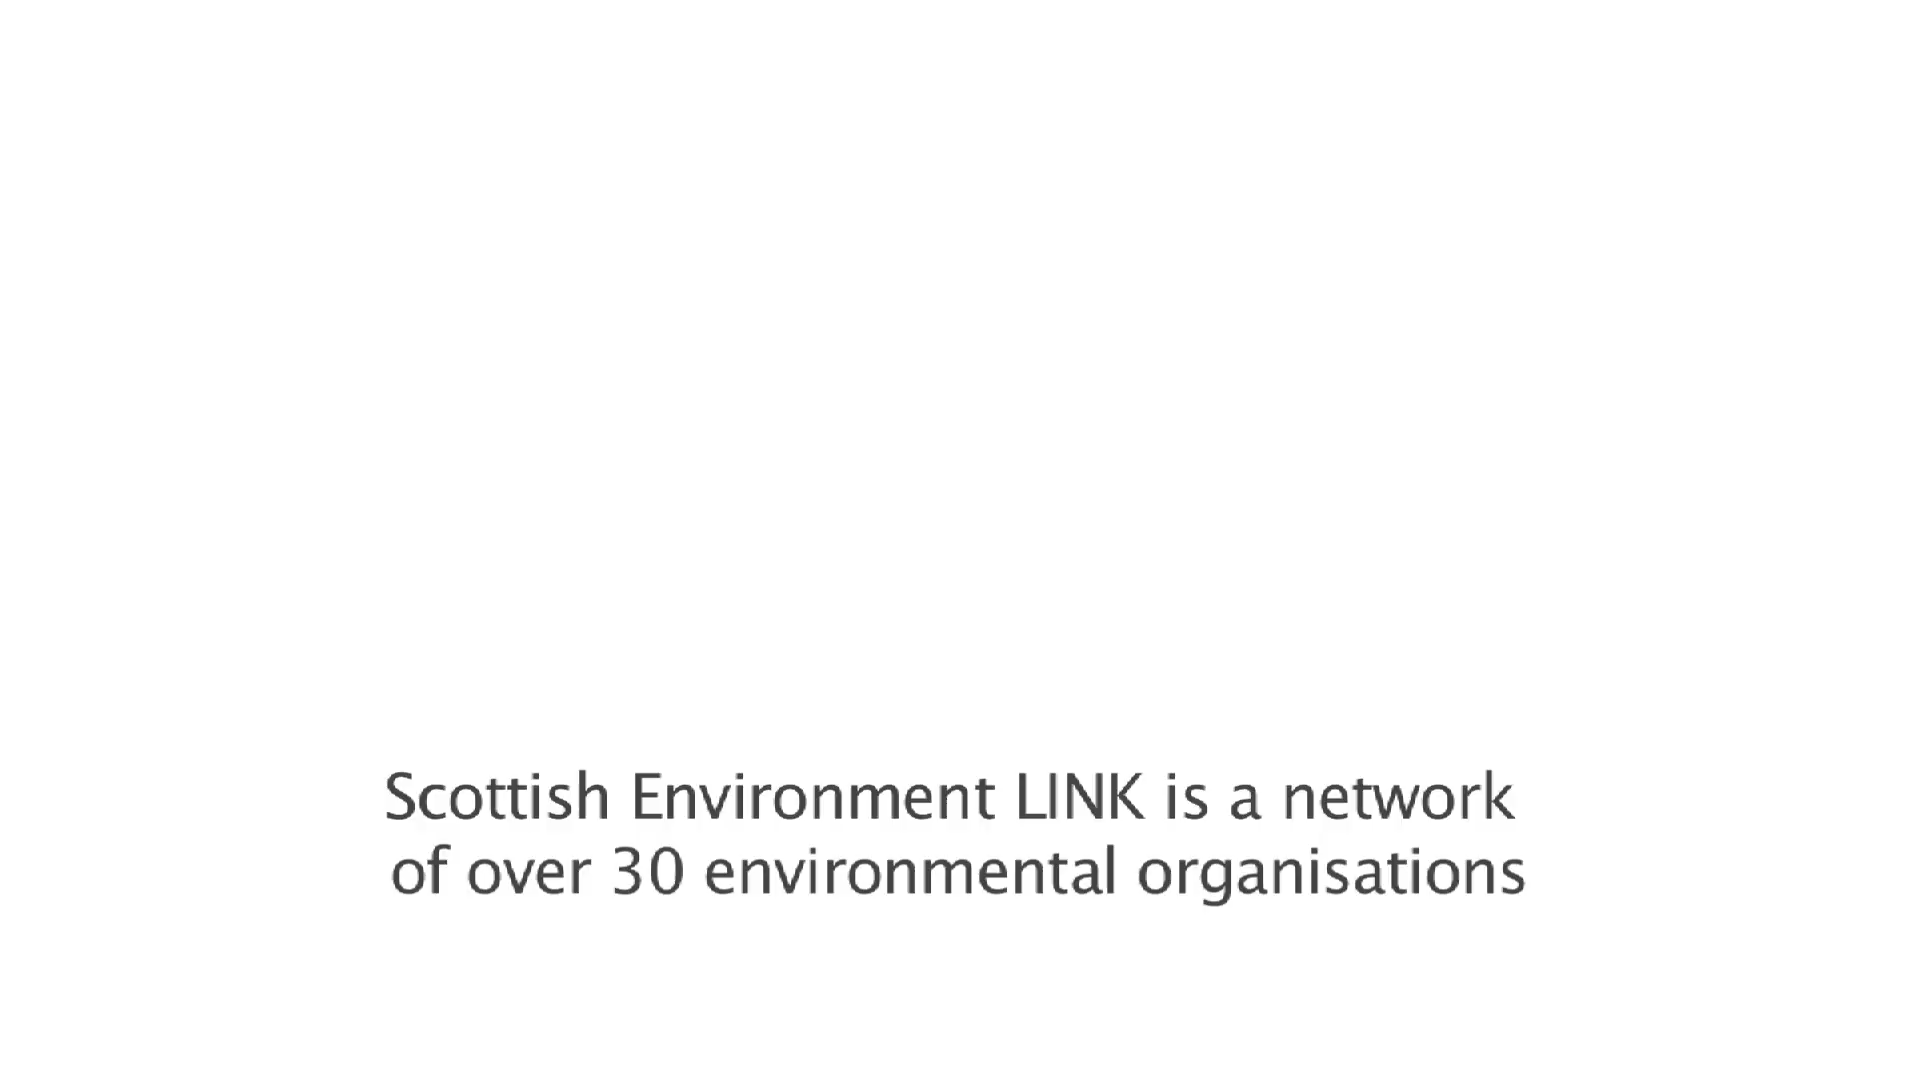 Scottish Environment LINK is a network
of over 30 environmental organisations